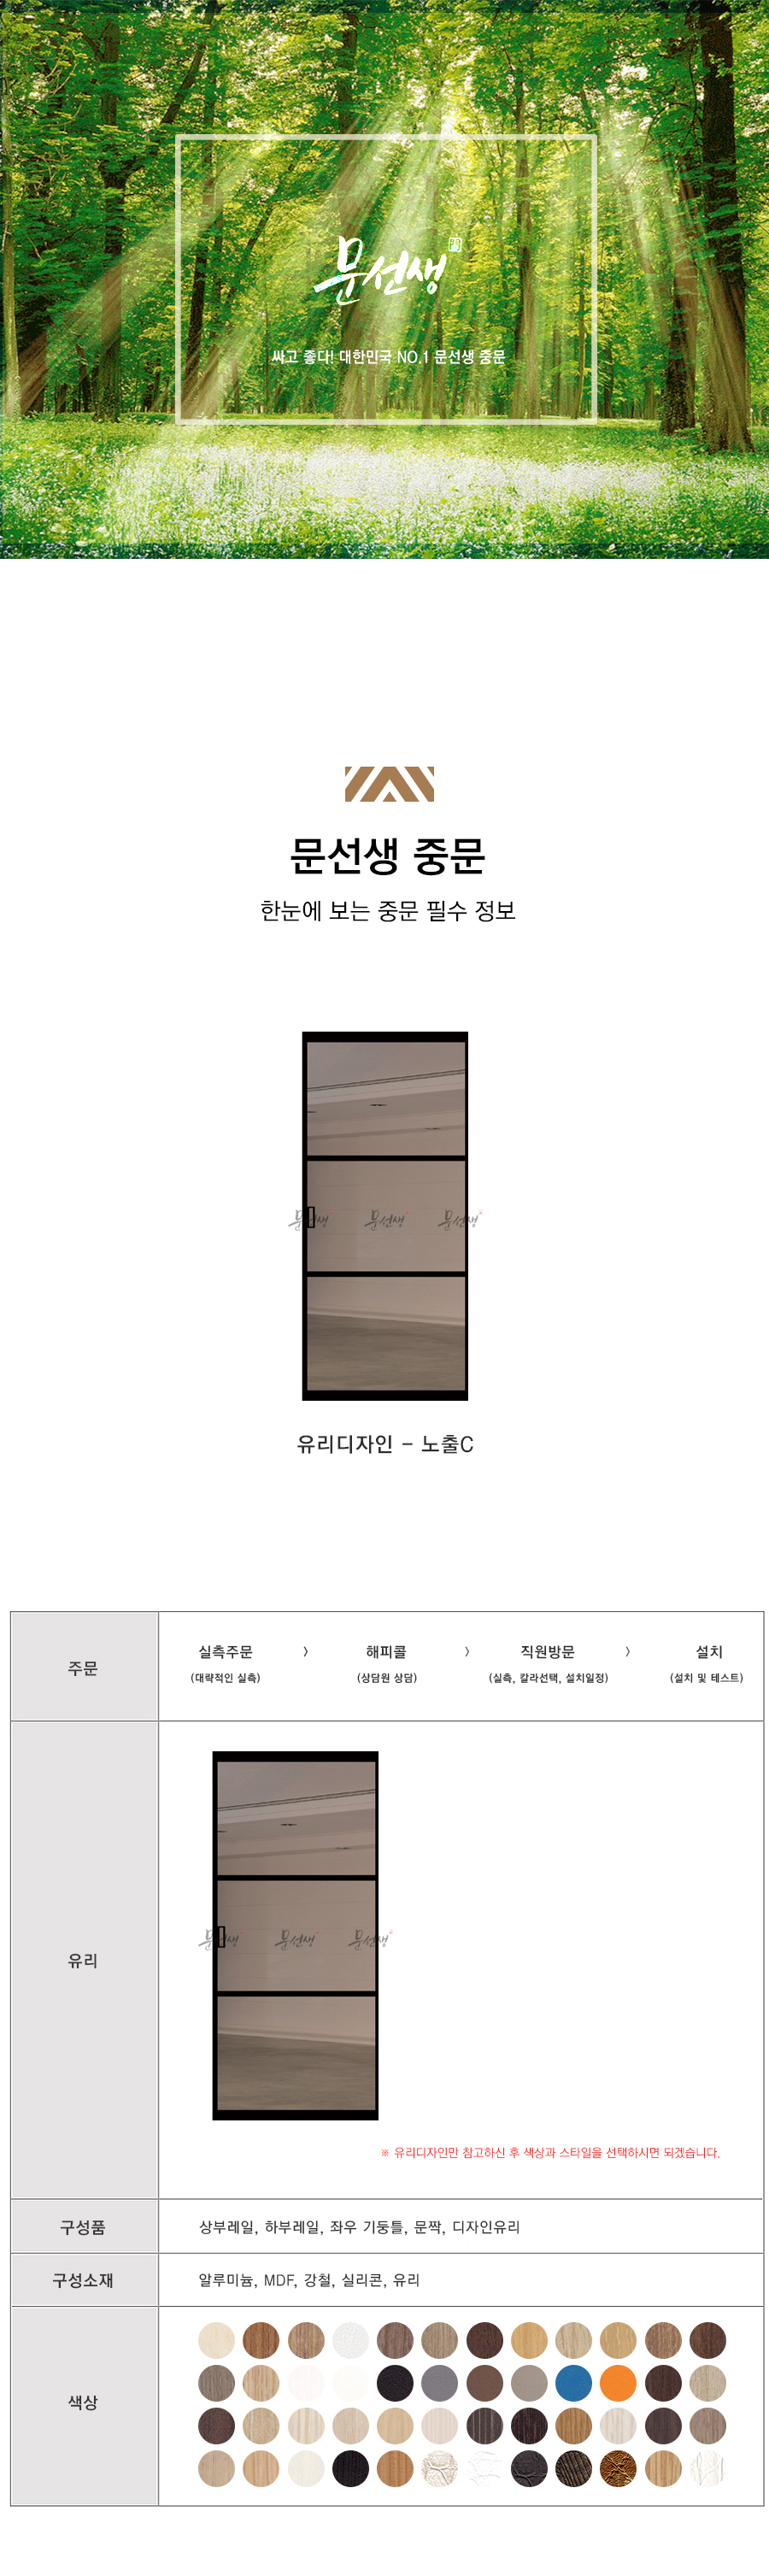 문선생
싸고 좋다! 대한민국 NO.1 문선생 중문
문선생 중문
한눈에 보는 중문 필수 정보
문선생 문선생 문선생
유리디자인 - 노출C
주문
실측주문 > 해피콜 > 직원방문 > 설치
(대략적인 실측) (상담원 상담) (실측, 칼라선택, 설치일정) (설치 및 테스트)
유리
문선생 문선생 문선생
※ 유리디자인만 참고하신 후 색상과 스타일을 선택하시면 되겠습니다.
구성품
상부레일, 하부레일, 좌우 기둥틀, 문짝, 디자인유리
구성소재
알루미늄, MDF, 강철, 실리콘, 유리
색상